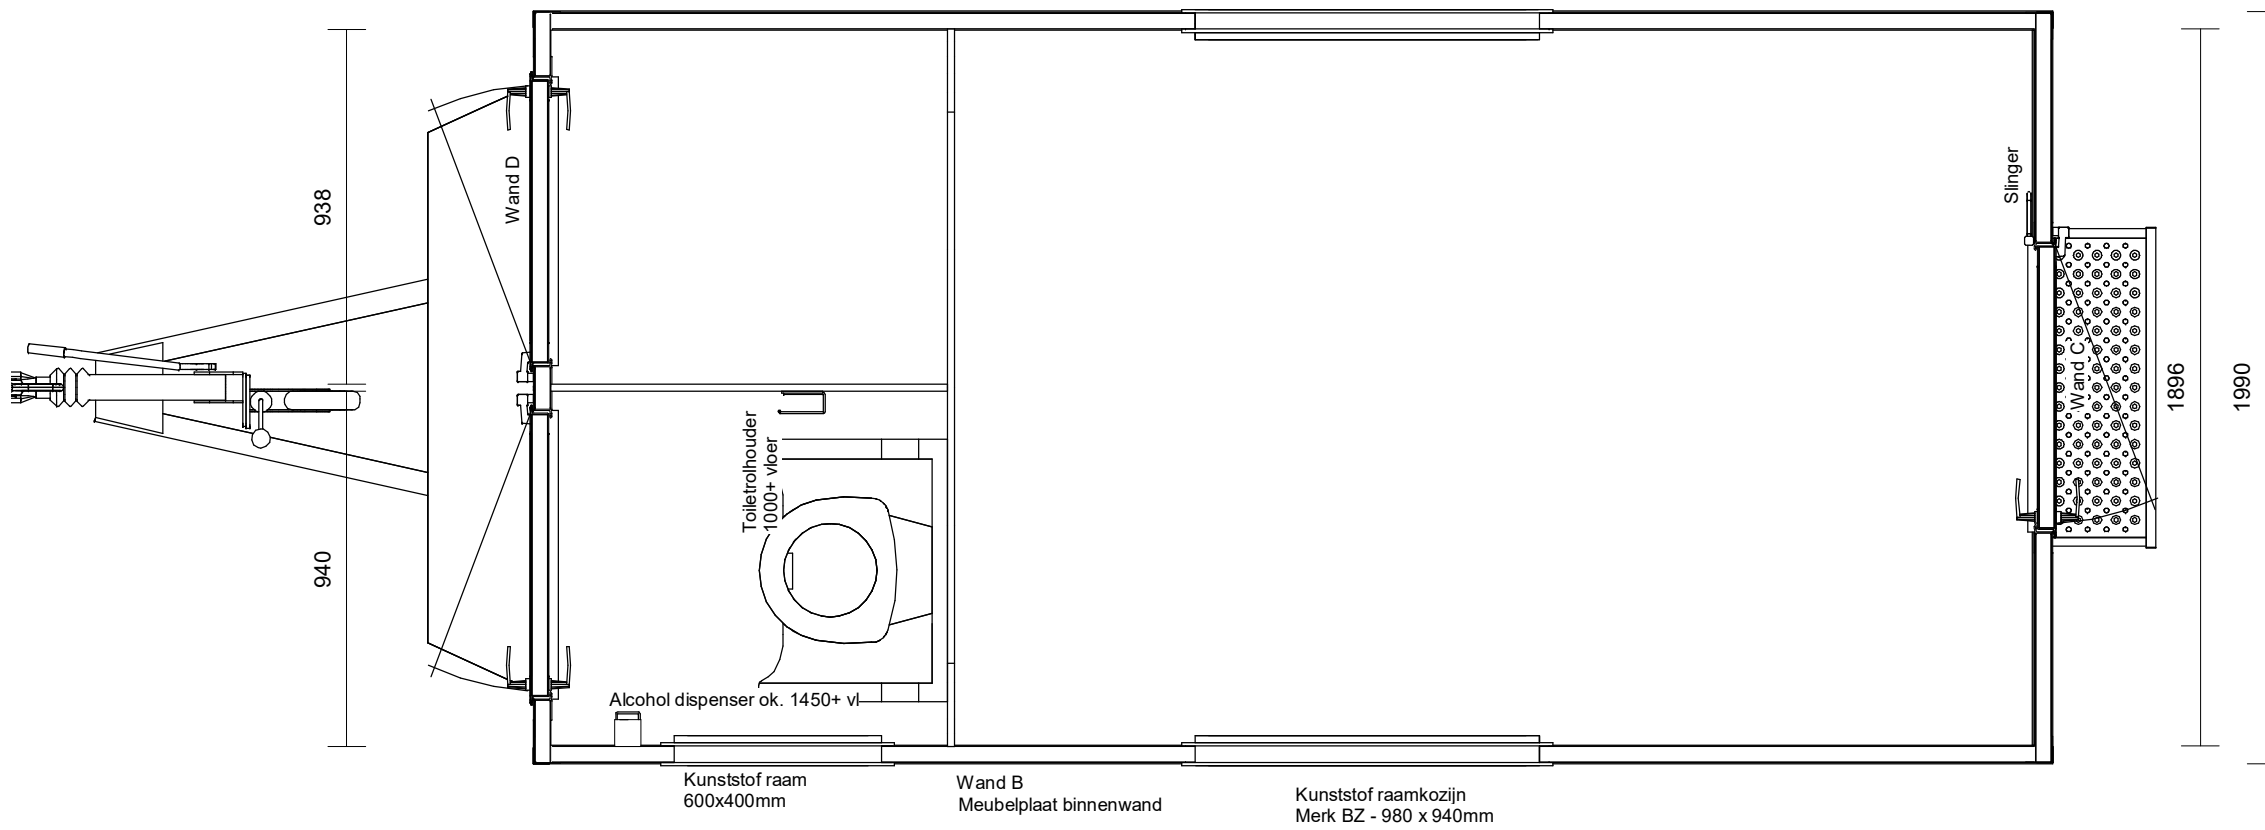 938
Wand D
Slinger
Wand C
1896
1990
Toiletrolhouder
1000+ vloer
940
Alcohol dispenser ok. 1450+ vl
Kunststof raam
600x400mm
Wand B
Meubelplaat binnenwand
Kunststof raamkozijn
Merk BZ - 980 x 940mm